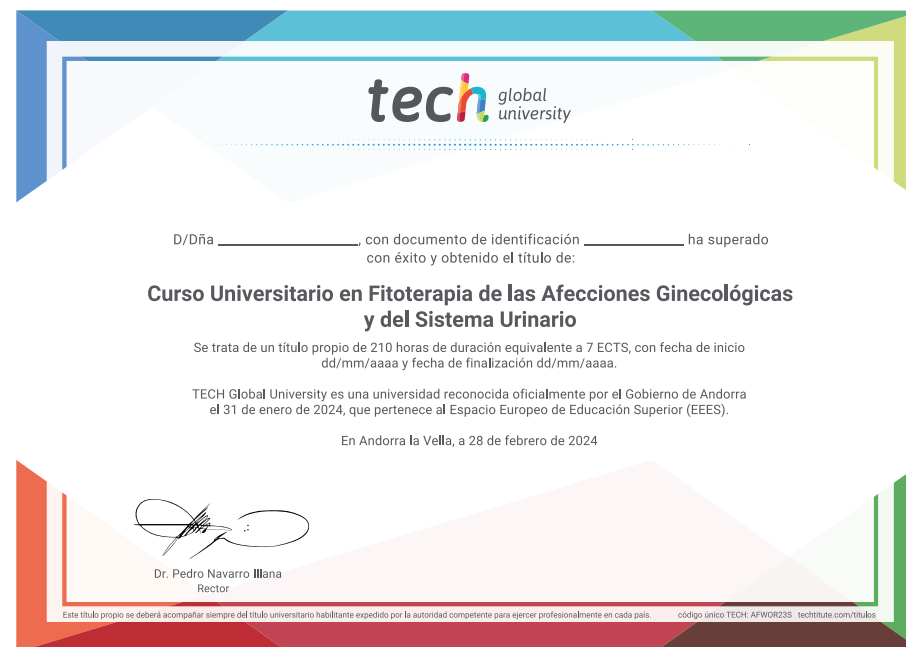 tech global university
D/Dña ____________________, con documento de identificación ______________ ha superado
con éxito y obtenido el título de:
Curso Universitario en Fitoterapia de las Afecciones Ginecológicas
y del Sistema Urinario
Se trata de un título propio de 210 horas de duración equivalente a 7 ECTS, con fecha de inicio
dd/mm/aaaa y fecha de finalización dd/mm/aaaa.
TECH Global University es una universidad reconocida oficialmente por el Gobierno de Andorra
el 31 de enero de 2024, que pertenece al Espacio Europeo de Educación Superior (EEES).
En Andorra la Vella, a 28 de febrero de 2024
Dr. Pedro Navarro Illana
Rector
Este título propio se deberá acompañar siempre del título universitario habilitante expedido por la autoridad competente para ejercer profesionalmente en cada país. código único TECH: AFWOR23S techtitute.com/titulos